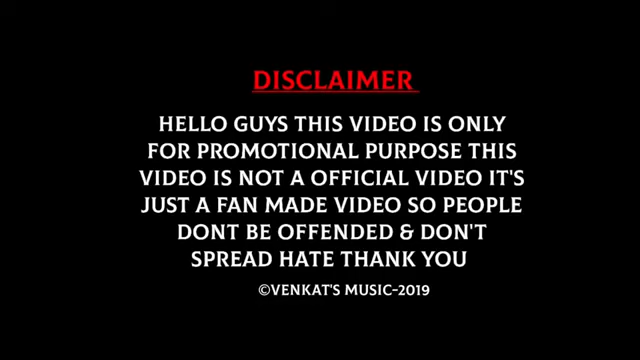 DISCLAIMER
HELLO GUYS THIS VIDEO IS ONLY
FOR PROMOTIONAL PURPOSE THIS
VIDEO IS NOT A OFFICIAL VIDEO IT'S
JUST A FAN MADE VIDEO SO PEOPLE
DONT BE OFFENDED & DON'T
SPREAD HATE THANK YOU
©VENKAT'S MUSIC-2019